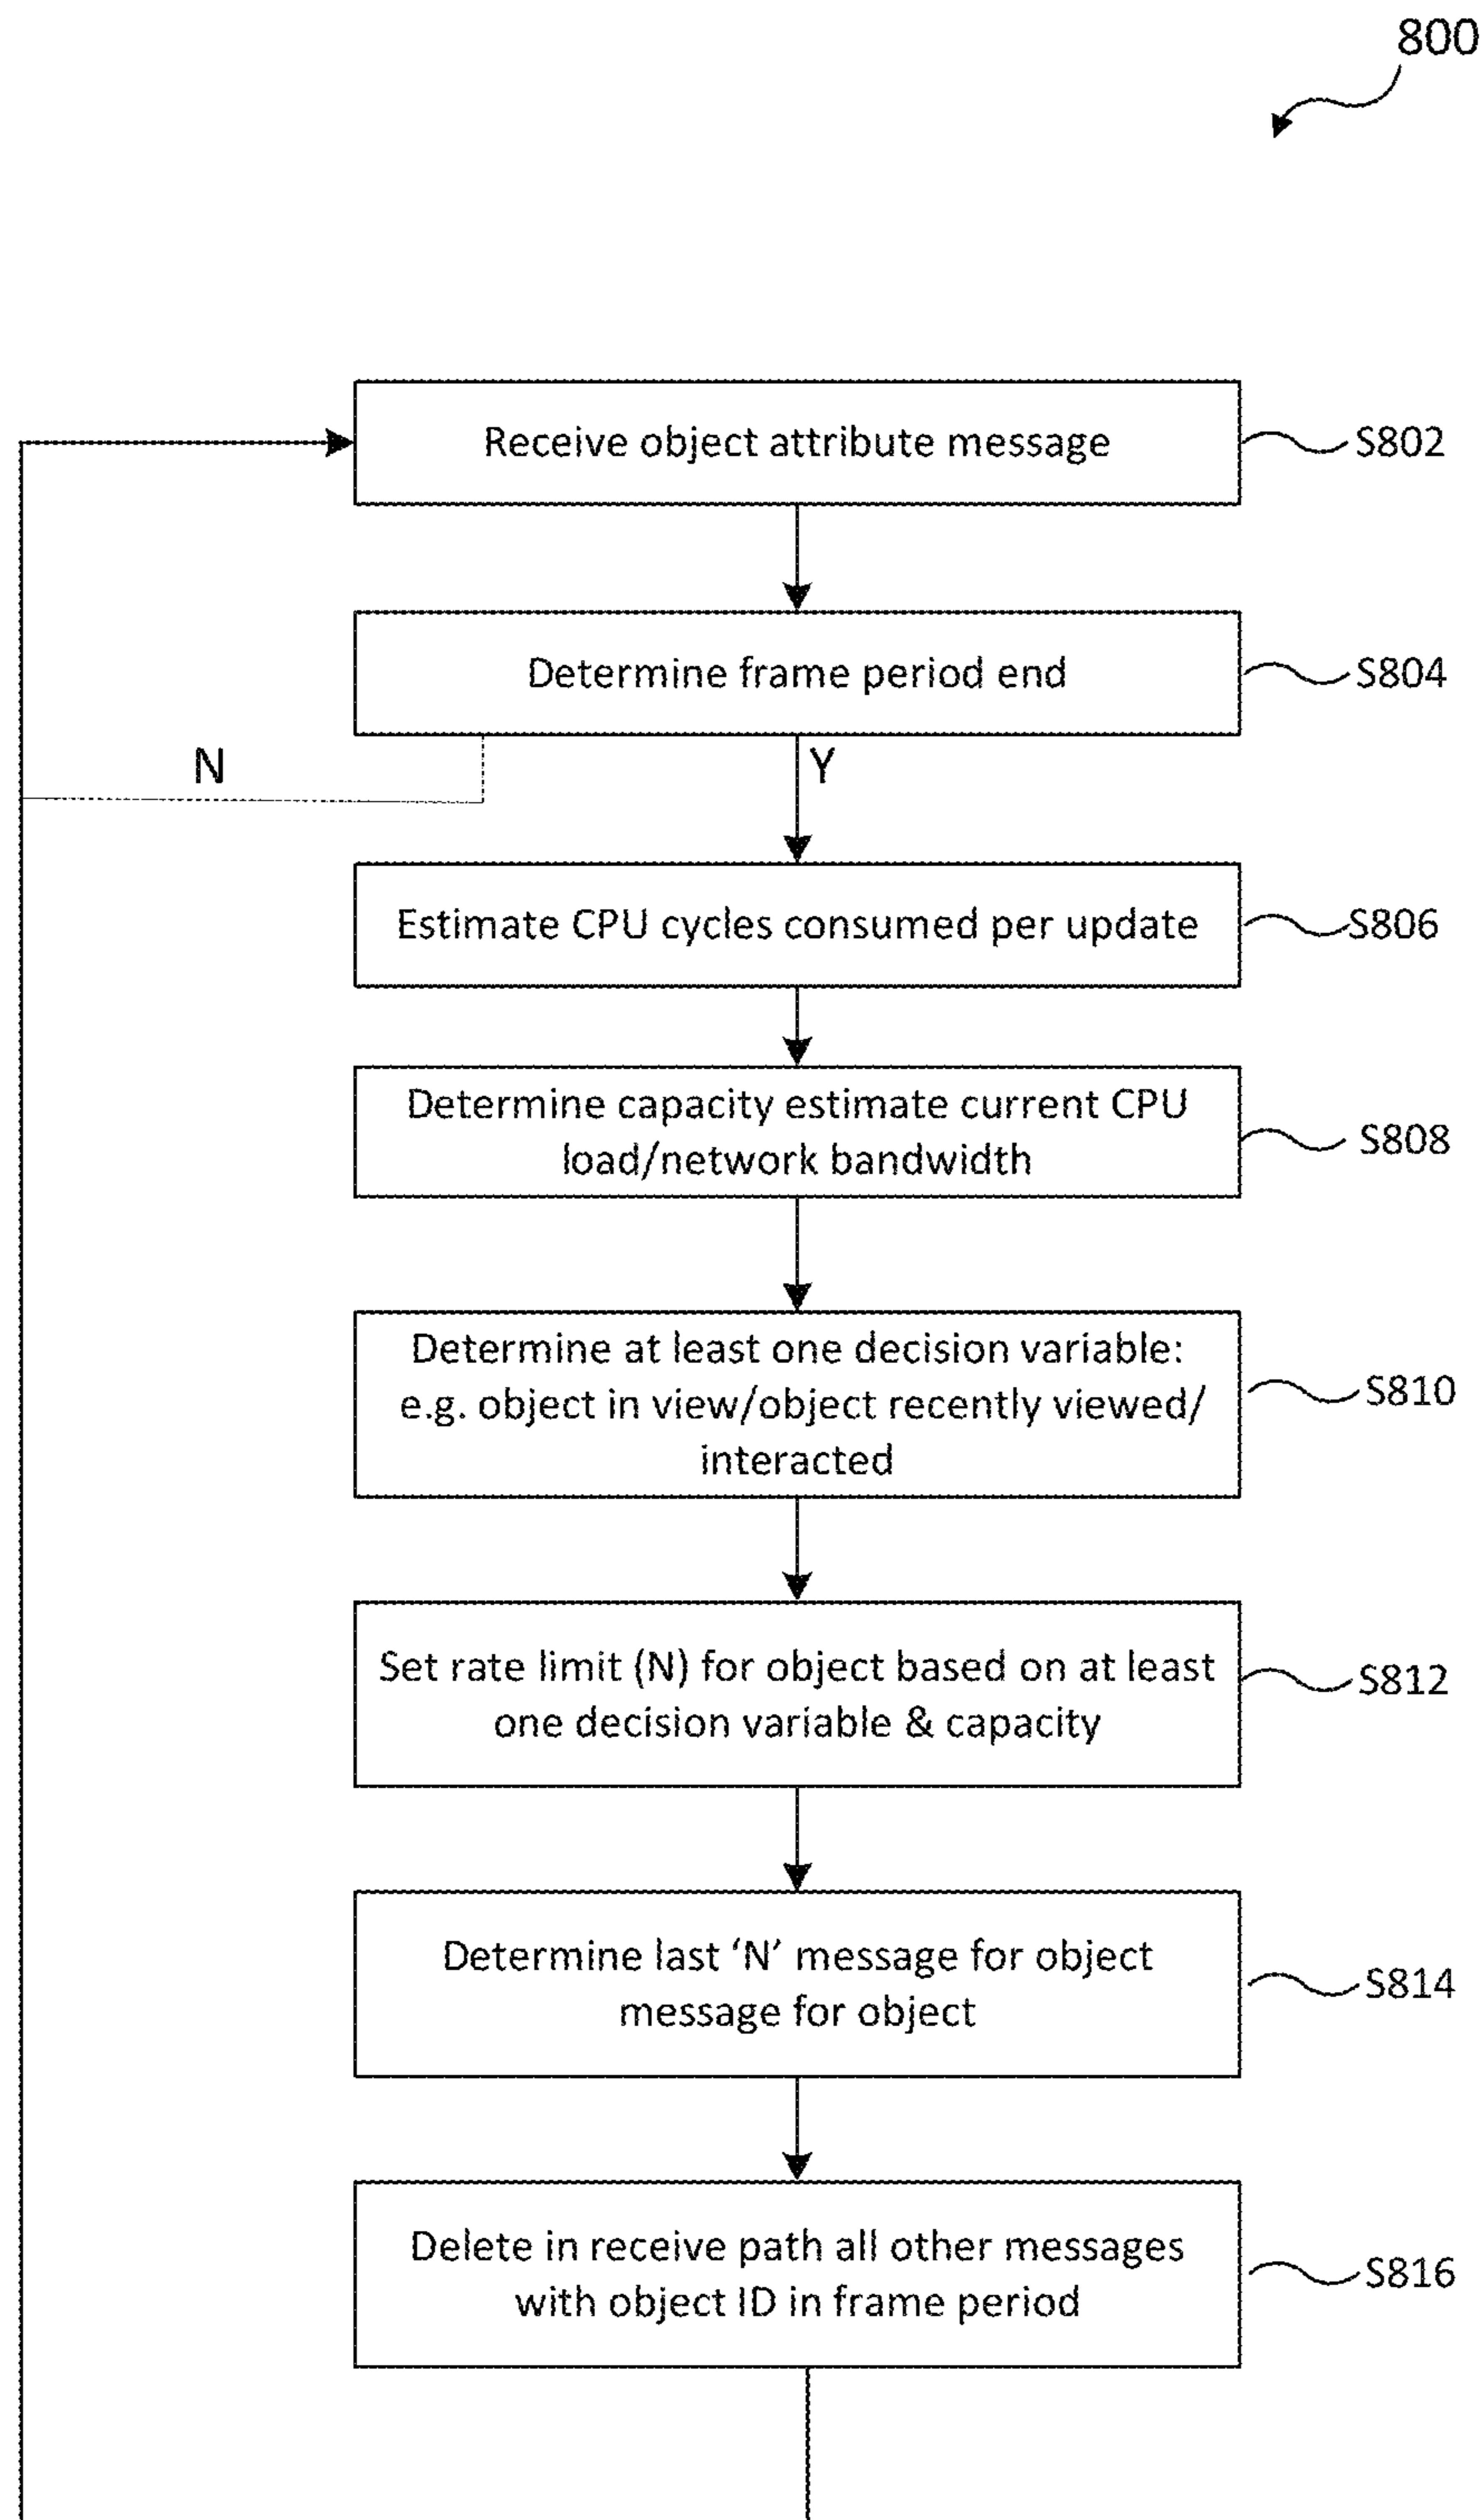 800
Receive object attribute message
S802
Determine frame period end
S804
N
Y
Estimate CPU cycles consumed per update
S806
Determine capacity estimate current CPU
load/network bandwidth
S808
Determine at least one decision variable:
e.g. object in view/object recently viewed/
interacted
S810
Set rate limit (N) for object based on at least
one decision variable & capacity
S812
Determine last ‘N’ message for object
message for object
S814
Delete in receive path all other messages
with object ID in frame period
S816